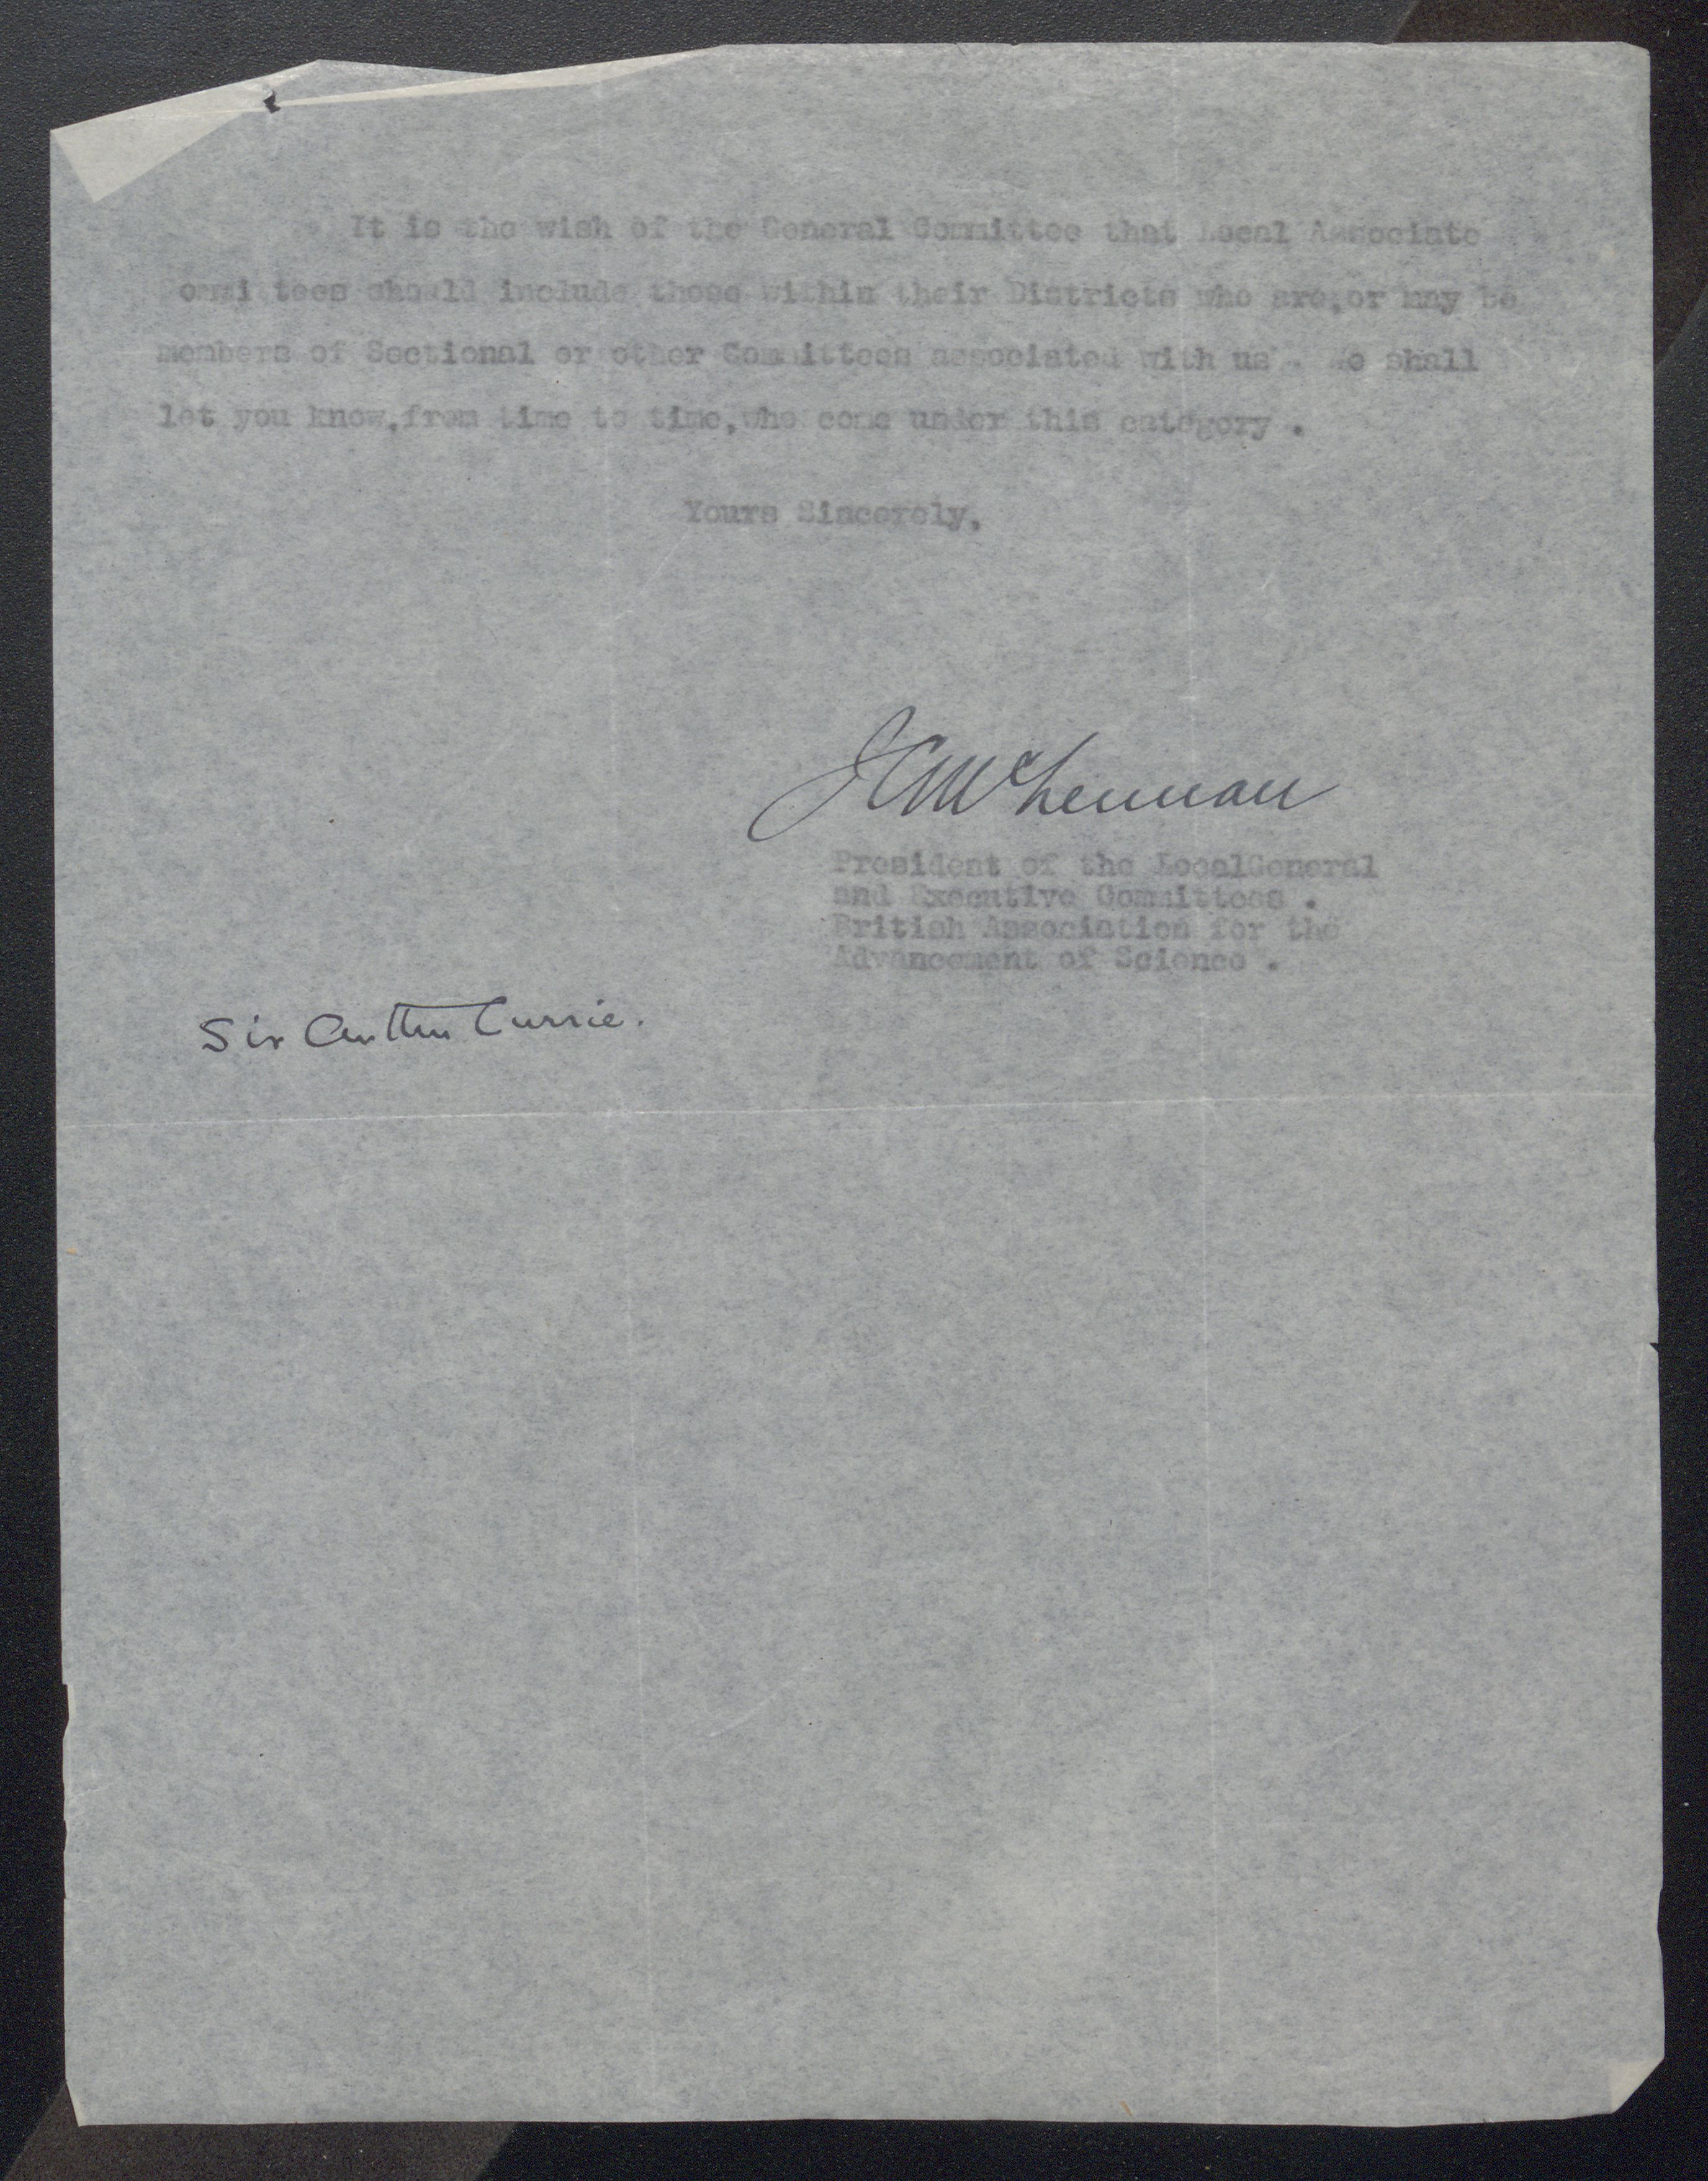 It is the wish of the General Committee that Local Associate
ommi tees should include those within their Districts who are,or may be
members of Sectional or other Committees associated with us . We shall
let you know,from time to time,who come under this category .
Yours Sincerely,
J C McLennan
President of the LocalGeneral
and Executive Committees .
British Association for the
Advancement of Science .
Sir Arthur Currie.